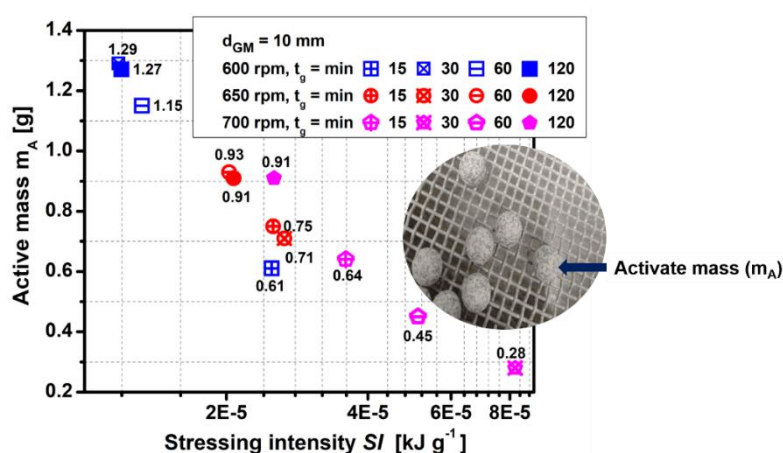 d_GM = 10 mm
600 rpm, t_g = min 15 30 60 120
650 rpm, t_g = min 15 30 60 120
700 rpm, t_g = min 15 30 60 120
1.4
1.2
1.0
0.8
0.6
0.4
0.2
Active mass m_A [g]
1.29
1.27
1.15
0.93
0.91
0.91
0.75
0.71
0.61
0.64
0.45
0.28
Activate mass (m_A)
2E-5 4E-5 6E-5 8E-5
Stressing intensity SI [kJ g⁻¹]